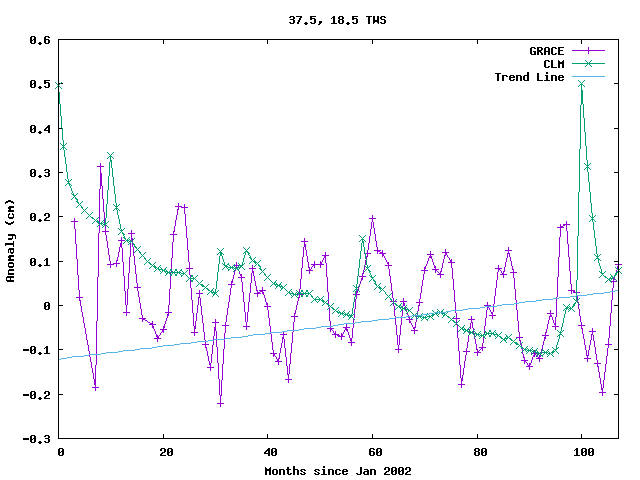 37.5, 18.5 TWS
GRACE
CLM
Trend Line
0.6
0.5
0.4
0.3
0.2
0.1
0
-0.1
-0.2
-0.3
Anomaly (cm)
0 20 40 60 80 100
Months since Jan 2002